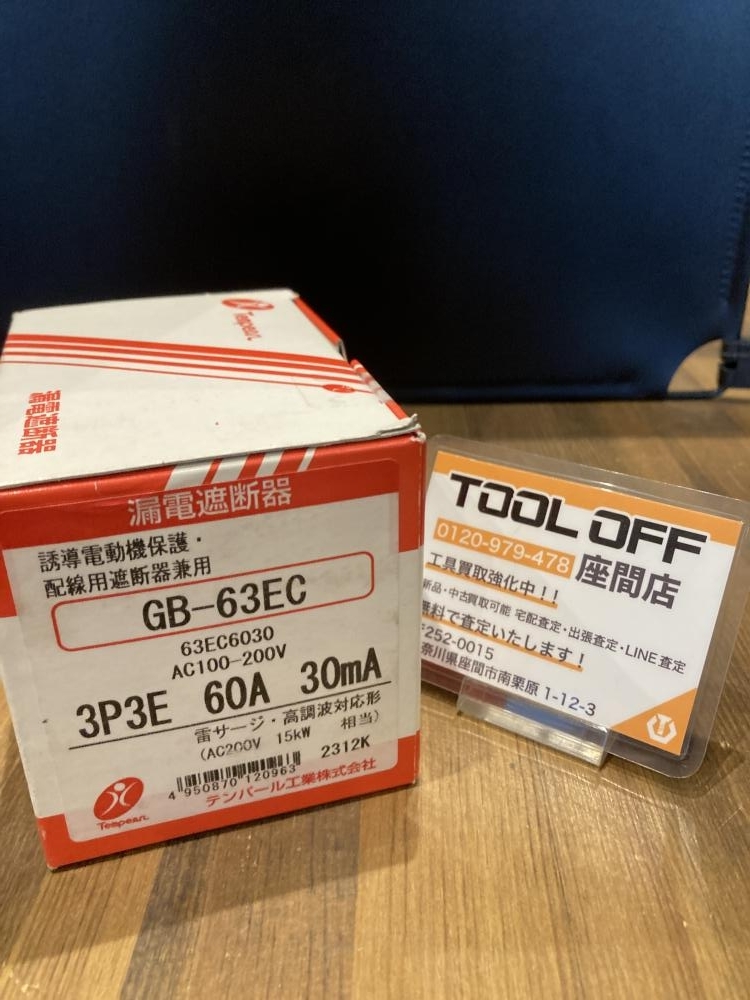 Tempearl
漏電遮断器
漏電遮断器
誘導電動機保護・
配線用遮断器兼用
GB-63EC
63EC6030
AC100-200V
3P3E 60A 30mA
雷サージ・高調波対応形
(AC200V 15kW 相当)
2312K
4 950870 120963
テンパール工業株式会社
Tempearl
TOOL OFF
0120-979-478 座間店
工具買取強化中!!
新品・中古買取可能 宅配査定・出張査定・LINE査定
無料で査定いたします!
〒252-0015
奈川県座間市南栗原 1-12-3